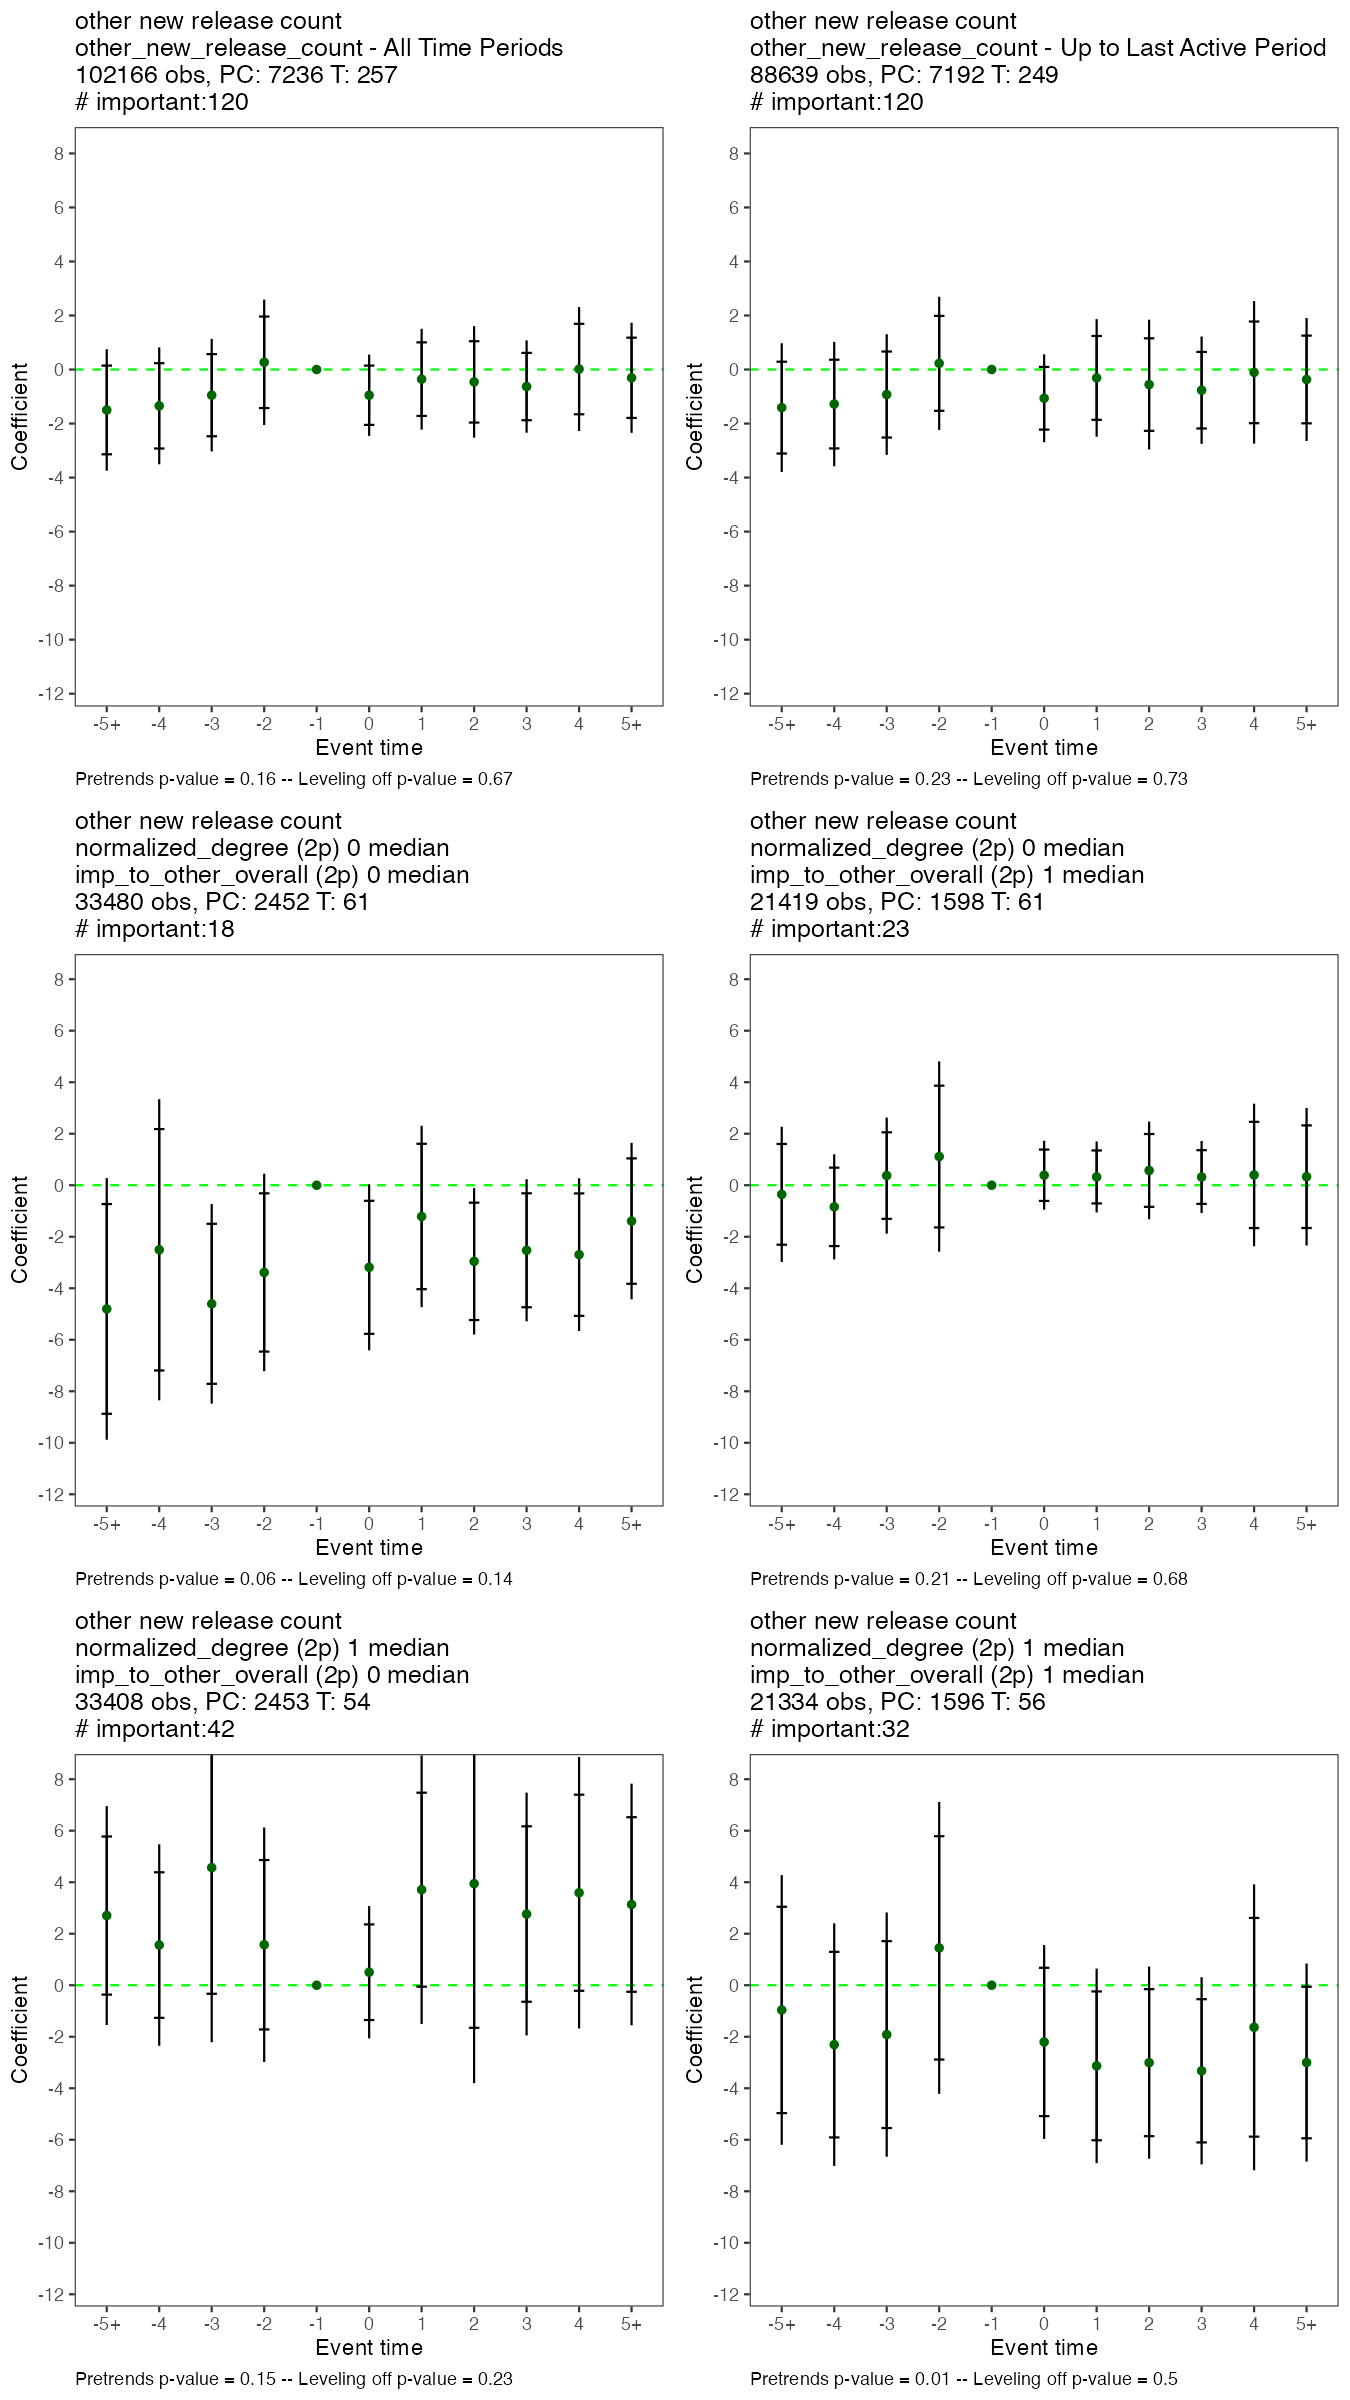 other new release count
other_new_release_count - All Time Periods
102166 obs, PC: 7236 T: 257
# important:120
8
6
4
2
0
-2
-4
-6
-8
-10
-12
Coefficient
-5+ -4 -3 -2 -1 0 1 2 3 4 5+
Event time
Pretrends p-value = 0.16 -- Leveling off p-value = 0.67
other new release count
other_new_release_count - Up to Last Active Period
88639 obs, PC: 7192 T: 249
# important:120
8
6
4
2
0
-2
-4
-6
-8
-10
-12
Coefficient
-5+ -4 -3 -2 -1 0 1 2 3 4 5+
Event time
Pretrends p-value = 0.23 -- Leveling off p-value = 0.73
other new release count
normalized_degree (2p) 0 median
imp_to_other_overall (2p) 0 median
33480 obs, PC: 2452 T: 61
# important:18
8
6
4
2
0
-2
-4
-6
-8
-10
-12
Coefficient
-5+ -4 -3 -2 -1 0 1 2 3 4 5+
Event time
Pretrends p-value = 0.06 -- Leveling off p-value = 0.14
other new release count
normalized_degree (2p) 0 median
imp_to_other_overall (2p) 1 median
21419 obs, PC: 1598 T: 61
# important:23
8
6
4
2
0
-2
-4
-6
-8
-10
-12
Coefficient
-5+ -4 -3 -2 -1 0 1 2 3 4 5+
Event time
Pretrends p-value = 0.21 -- Leveling off p-value = 0.68
other new release count
normalized_degree (2p) 1 median
imp_to_other_overall (2p) 0 median
33408 obs, PC: 2453 T: 54
# important:42
8
6
4
2
0
-2
-4
-6
-8
-10
-12
Coefficient
-5+ -4 -3 -2 -1 0 1 2 3 4 5+
Event time
Pretrends p-value = 0.15 -- Leveling off p-value = 0.23
other new release count
normalized_degree (2p) 1 median
imp_to_other_overall (2p) 1 median
21334 obs, PC: 1596 T: 56
# important:32
8
6
4
2
0
-2
-4
-6
-8
-10
-12
Coefficient
-5+ -4 -3 -2 -1 0 1 2 3 4 5+
Event time
Pretrends p-value = 0.01 -- Leveling off p-value = 0.5